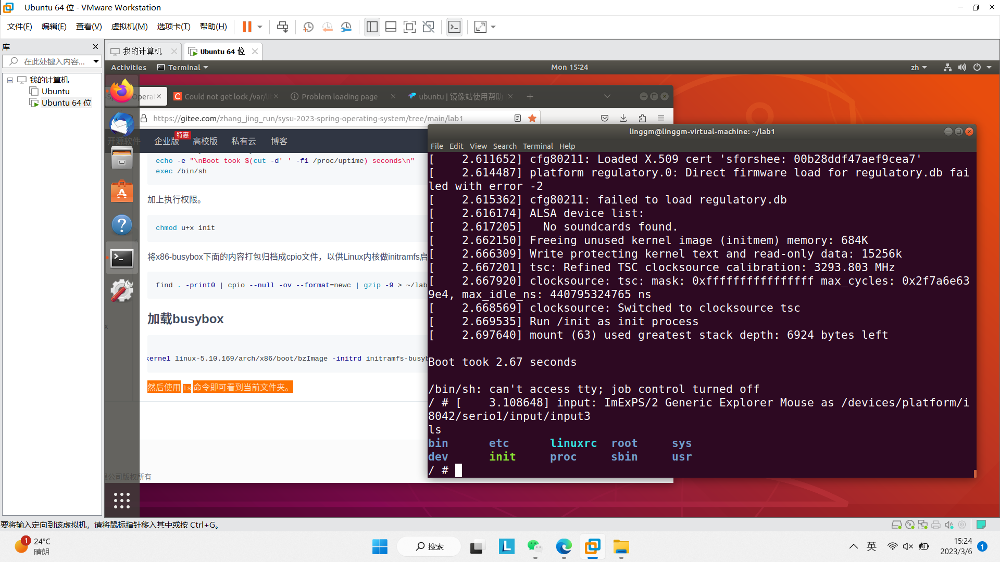 Ubuntu 64 位 - VMware Workstation
文件(F) 编辑(E) 查看(V) 虚拟机(M) 选项卡(T) 帮助(H)
库
在此处键入内容...
我的计算机
Ubuntu
Ubuntu 64 位
我的计算机 Ubuntu 64 位
Activities Terminal Mon 15:24 zh
Could not get lock /var/li Problem loading page ubuntu | 镜像站使用帮助
https://gitee.com/zhang_jing_run/sysu-2023-spring-operating-system/tree/main/lab1
开源软件 企业版 特惠 高校版 私有云 博客
echo -e "\nBoot took $(cut -d' ' -f1 /proc/uptime) seconds\n"
exec /bin/sh
加上执行权限。
chmod u+x init
将x86-busybox下面的内容打包归档成cpio文件，以供Linux内核做initramfs启
find . -print0 | cpio --null -ov --format=newc | gzip -9 > ~/lab
加载busybox
kernel linux-5.10.169/arch/x86/boot/bzImage -initrd initramfs-busyb
然后使用 ls 命令即可看到当前文件夹。
公司版权所有
linggm@linggm-virtual-machine: ~/lab1
File Edit View Search Terminal Help
[    2.611652] cfg80211: Loaded X.509 cert 'sforshee: 00b28ddf47aef9cea7'
[    2.614487] platform regulatory.0: Direct firmware load for regulatory.db fai
led with error -2
[    2.615362] cfg80211: failed to load regulatory.db
[    2.616174] ALSA device list:
[    2.617205]   No soundcards found.
[    2.662150] Freeing unused kernel image (initmem) memory: 684K
[    2.666309] Write protecting kernel text and read-only data: 15256k
[    2.667201] tsc: Refined TSC clocksource calibration: 3293.803 MHz
[    2.667920] clocksource: tsc: mask: 0xffffffffffffffff max_cycles: 0x2f7a6e63
9e4, max_idle_ns: 440795324765 ns
[    2.668569] clocksource: Switched to clocksource tsc
[    2.669535] Run /init as init process
[    2.697640] mount (63) used greatest stack depth: 6924 bytes left
Boot took 2.67 seconds
/bin/sh: can't access tty; job control turned off
/ # [    3.108648] input: ImExPS/2 Generic Explorer Mouse as /devices/platform/i
8042/serio1/input/input3
ls
bin etc linuxrc root sys
dev init proc sbin usr
/ #
要将输入定向到该虚拟机，请将鼠标指针移入其中或按 Ctrl+G。
1 24°C
晴朗
搜索
英
15:24
2023/3/6
1